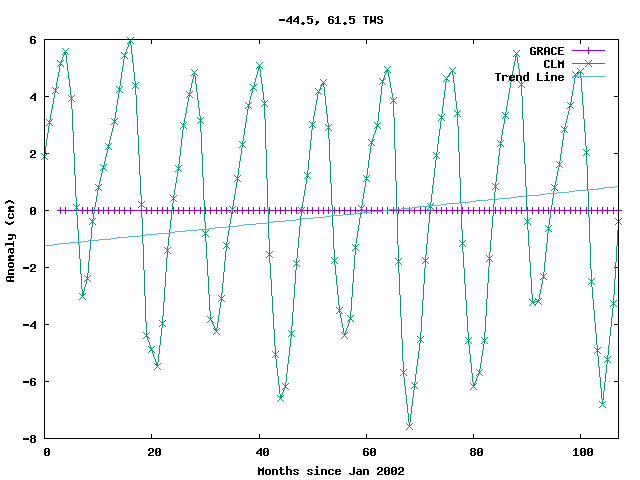 -44.5, 61.5 TWS
GRACE
CLM
Trend Line
6
4
2
0
-2
-4
-6
-8
Anomaly (cm)
0 20 40 60 80 100
Months since Jan 2002